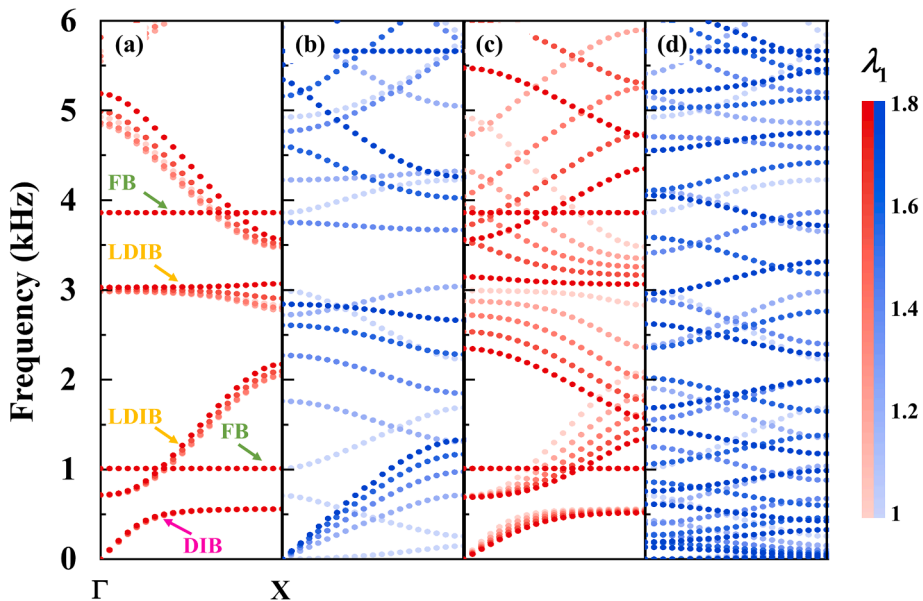 6
(a)
(b)
(c)
(d)
λ₁
5
1.8
FB
4
1.6
LDIB
3
1.4
Frequency (kHz)
2
LDIB
FB
1.2
1
DIB
1
0
Γ
X